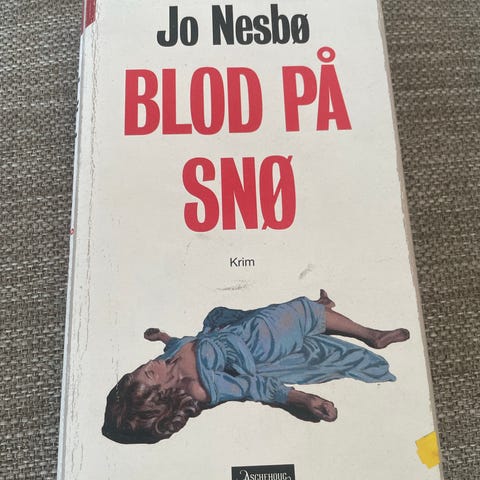 Jo Nesbø
BLOD PÅ
SNØ
Krim
ASCHEHOUG